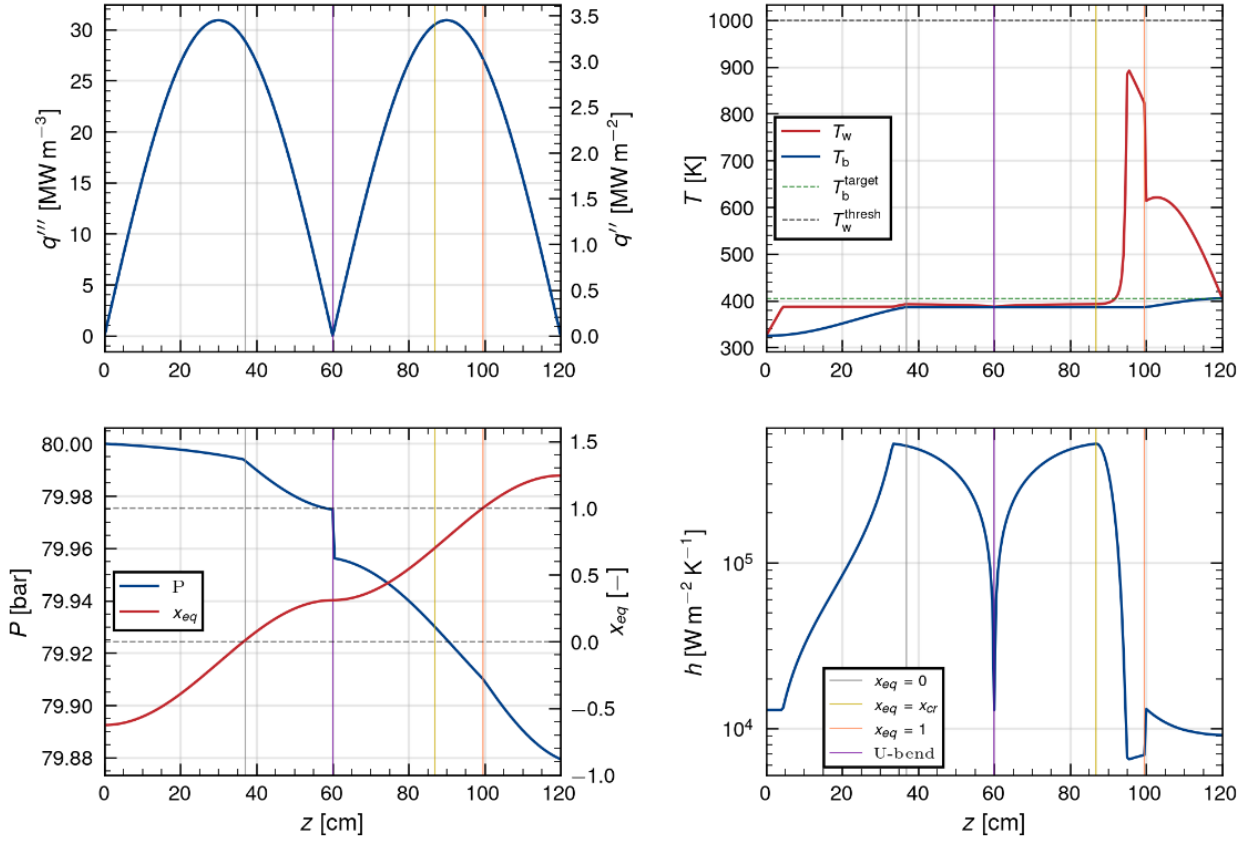 q''' [MW m⁻³]
30
25
20
15
10
5
0
0 20 40 60 80 100 120
3.5
3.0
2.5
2.0
1.5
1.0
0.5
0.0
q'' [MW m⁻²]
T [K]
1000
900
800
700
600
500
400
300
0 20 40 60 80 100 120
T_w
T_b
T_b^target
T_w^thresh
P [bar]
80.00
79.98
79.96
79.94
79.92
79.90
79.88
P
x_eq
0 20 40 60 80 100 120
z [cm]
1.5
1.0
0.5
0.0
−0.5
−1.0
x_eq [−]
h [W m⁻² K⁻¹]
10⁵
10⁴
x_eq = 0
x_eq = x_cr
x_eq = 1
U-bend
0 20 40 60 80 100 120
z [cm]